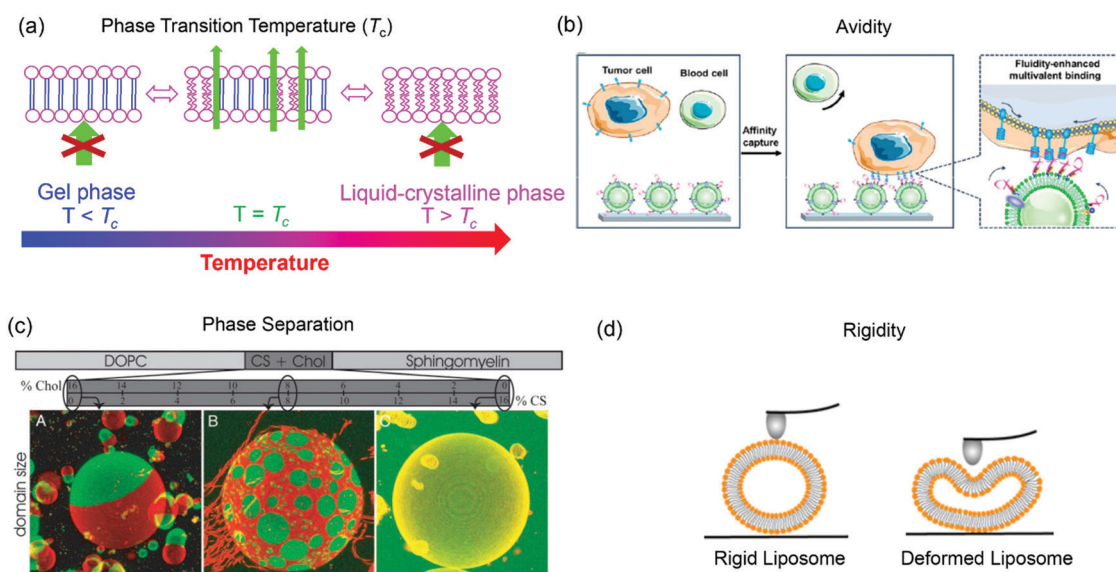 (a)
Phase Transition Temperature (Tc)
Gel phase
T < Tc
T = Tc
Liquid-crystalline phase
T > Tc
Temperature
(b)
Avidity
Tumor cell
Blood cell
Affinity
capture
Fluidity-enhanced
multivalent binding
(c)
Phase Separation
DOPC CS + Chol Sphingomyelin
% Chol 16 14 12 10 8 6 4 2 0
0 2 4 6 8 10 12 14 16 % CS
A B C
domain size
(d)
Rigidity
Rigid Liposome
Deformed Liposome